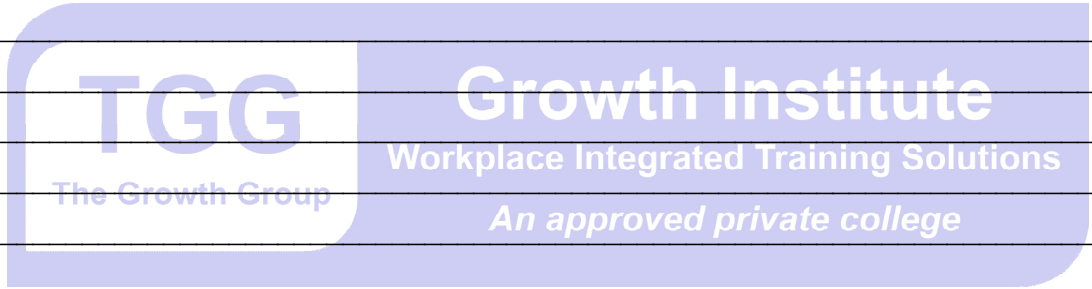 TGG
The Growth Group
Growth Institute
Workplace Integrated Training Solutions
An approved private college